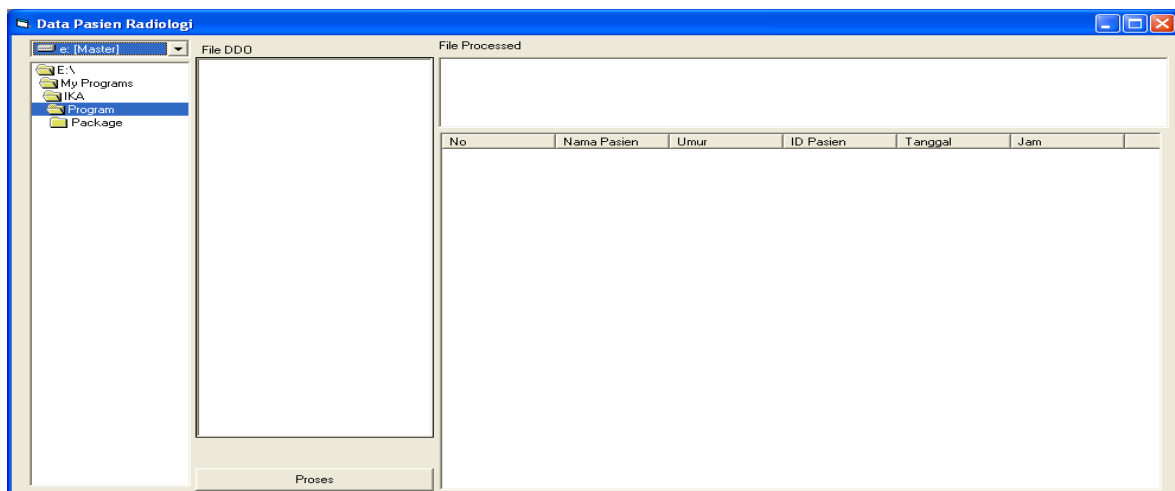 Data Pasien Radiologi
e: [Master]
E:\
My Programs
IKA
Program
Package
File DDO
Proses
File Processed
No Nama Pasien Umur ID Pasien Tanggal Jam